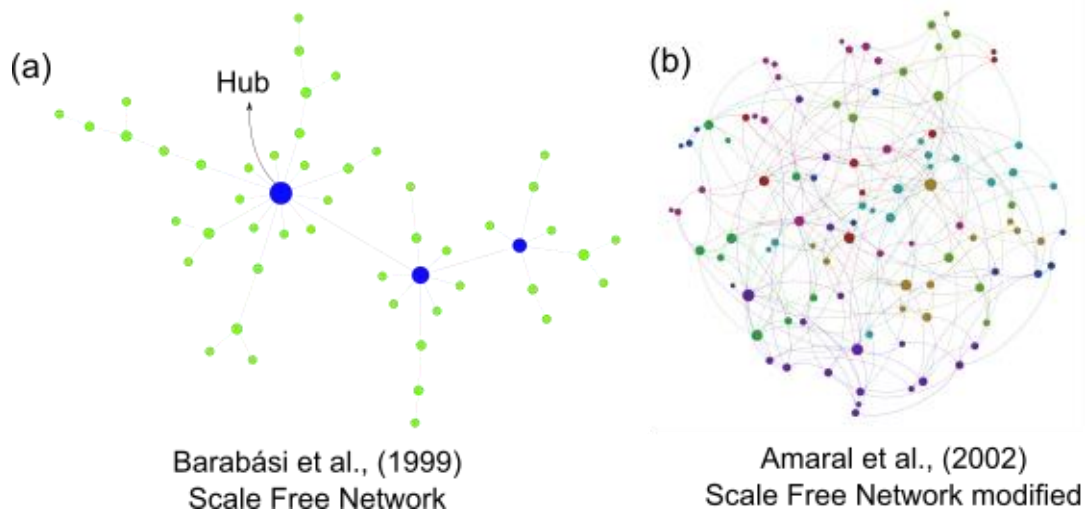 (a)
Hub
(b)
Barabási et al., (1999)
Scale Free Network
Amaral et al., (2002)
Scale Free Network modified